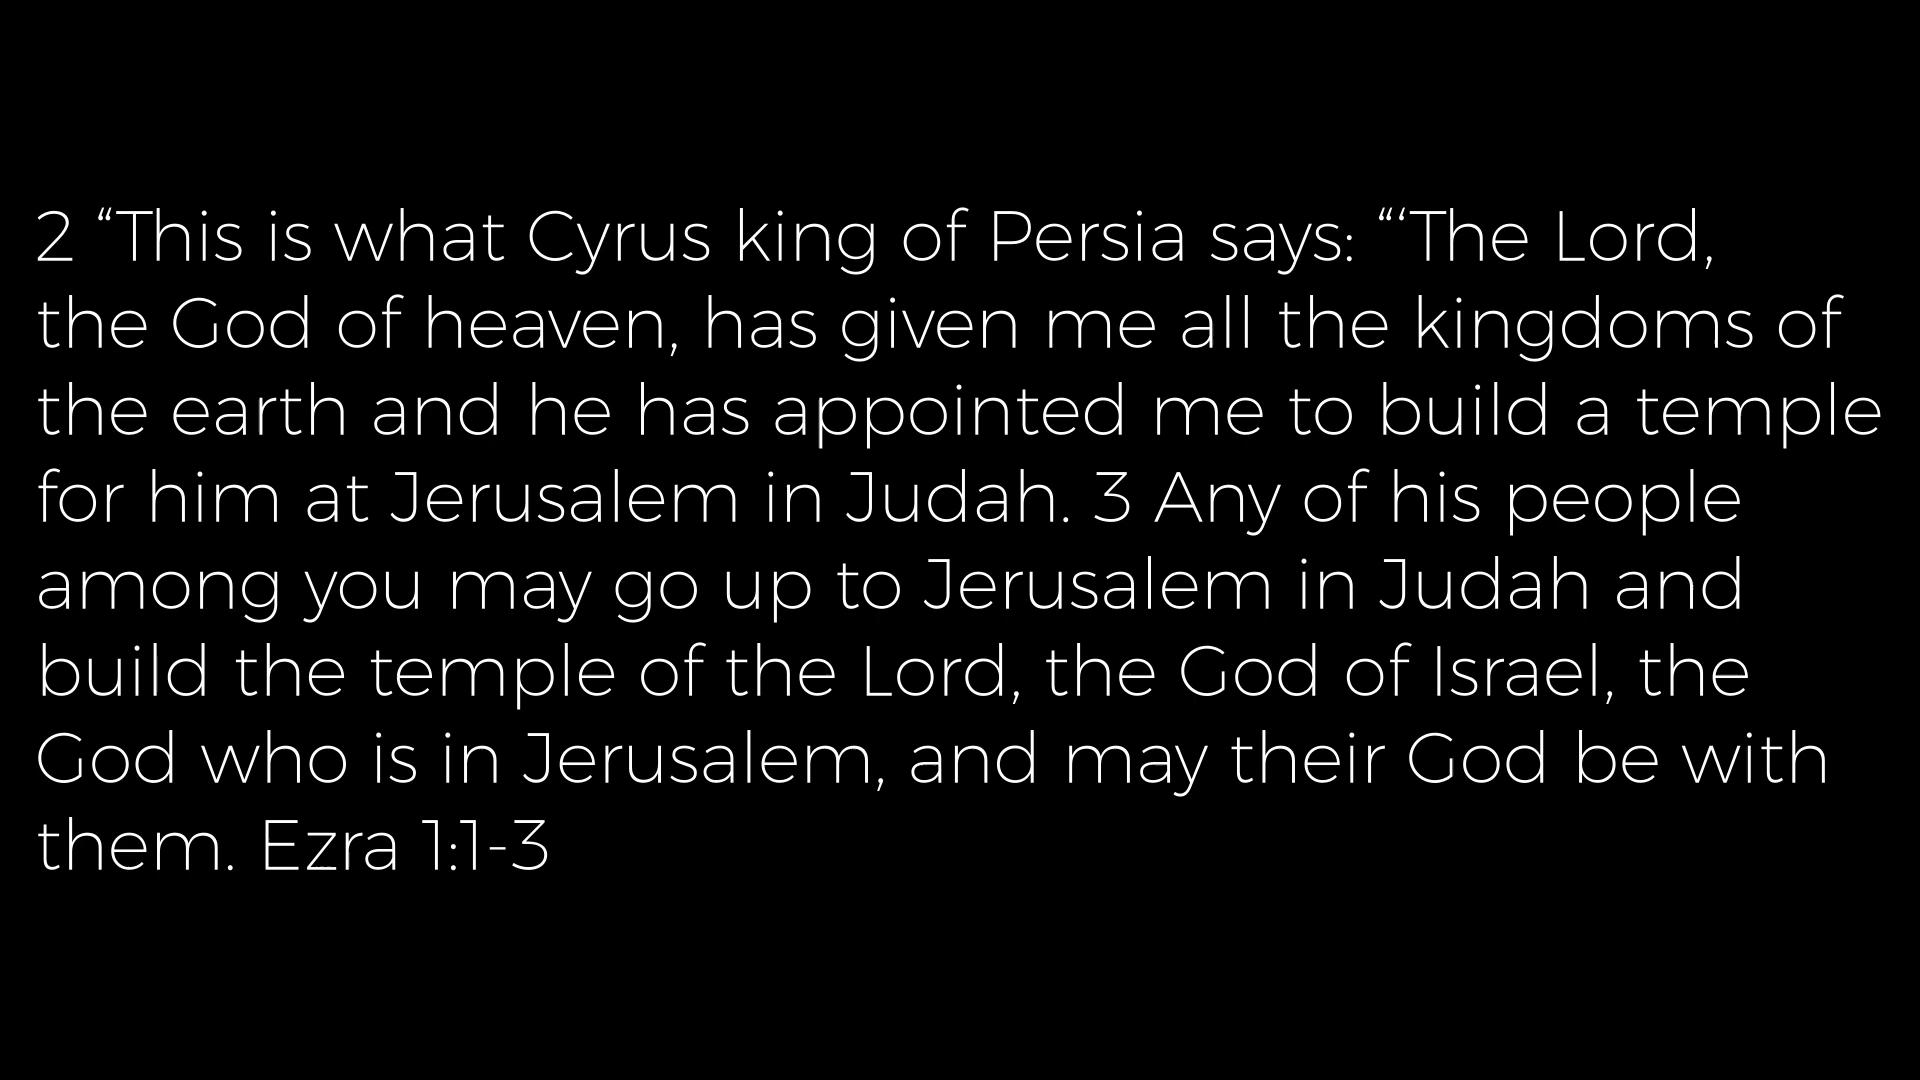 2 “This is what Cyrus king of Persia says: “‘The Lord,
the God of heaven, has given me all the kingdoms of
the earth and he has appointed me to build a temple
for him at Jerusalem in Judah. 3 Any of his people
among you may go up to Jerusalem in Judah and
build the temple of the Lord, the God of Israel, the
God who is in Jerusalem, and may their God be with
them. Ezra 1:1-3